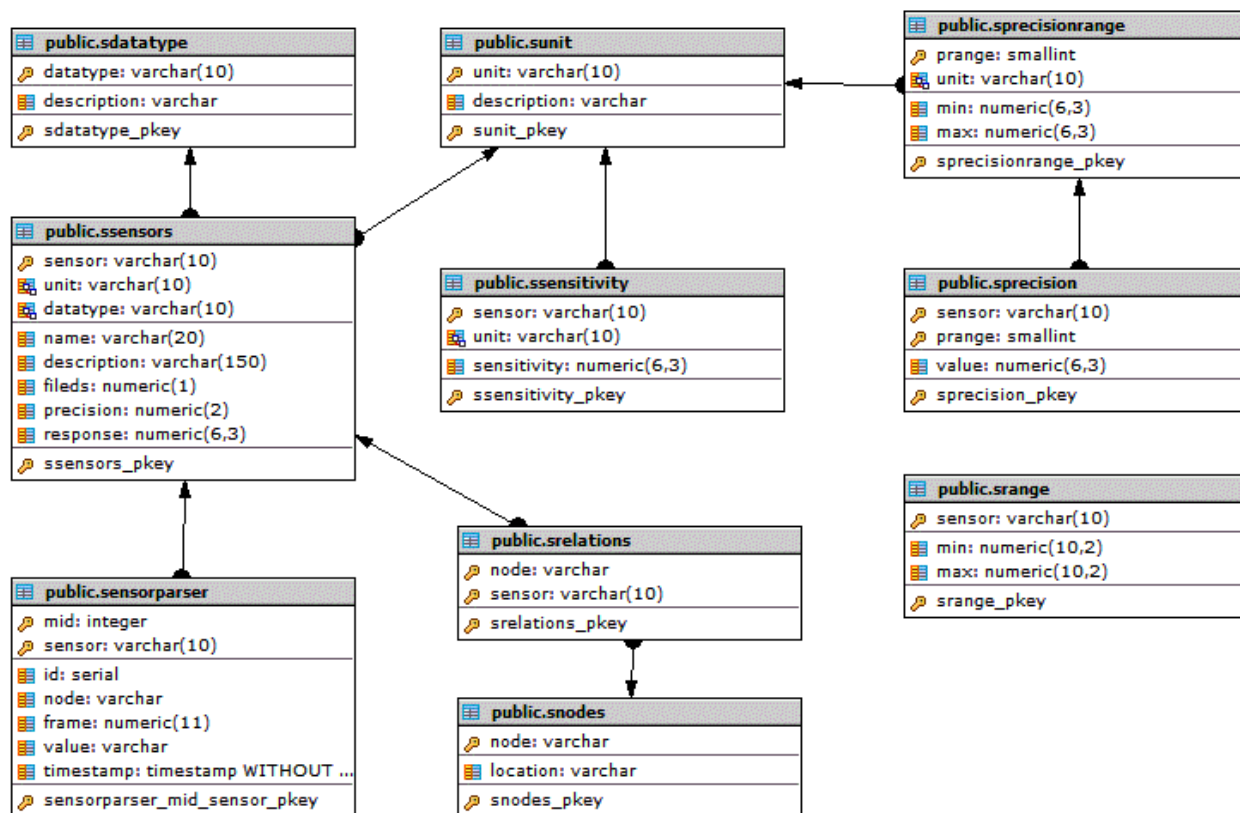 public.sdatatype
datatype: varchar(10)
description: varchar
sdatatype_pkey
public.sunit
unit: varchar(10)
description: varchar
sunit_pkey
public.sprecisionrange
prange: smallint
unit: varchar(10)
min: numeric(6,3)
max: numeric(6,3)
sprecisionrange_pkey
public.ssensors
sensor: varchar(10)
unit: varchar(10)
datatype: varchar(10)
name: varchar(20)
description: varchar(150)
fileds: numeric(1)
precision: numeric(2)
response: numeric(6,3)
ssensors_pkey
public.ssensitivity
sensor: varchar(10)
unit: varchar(10)
sensitivity: numeric(6,3)
ssensitivity_pkey
public.sprecision
sensor: varchar(10)
prange: smallint
value: numeric(6,3)
sprecision_pkey
public.srange
sensor: varchar(10)
min: numeric(10,2)
max: numeric(10,2)
srange_pkey
public.srelations
node: varchar
sensor: varchar(10)
srelations_pkey
public.sensorparser
mid: integer
sensor: varchar(10)
id: serial
node: varchar
frame: numeric(11)
value: varchar
timestamp: timestamp WITHOUT ...
sensorparser_mid_sensor_pkey
public.snodes
node: varchar
location: varchar
snodes_pkey